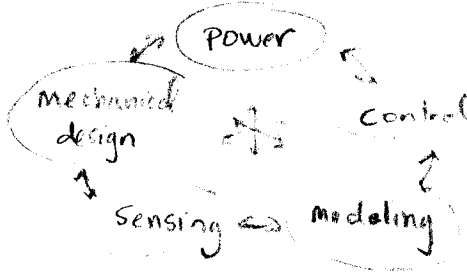 Power
Mechanical
design
Control
Sensing
Modeling